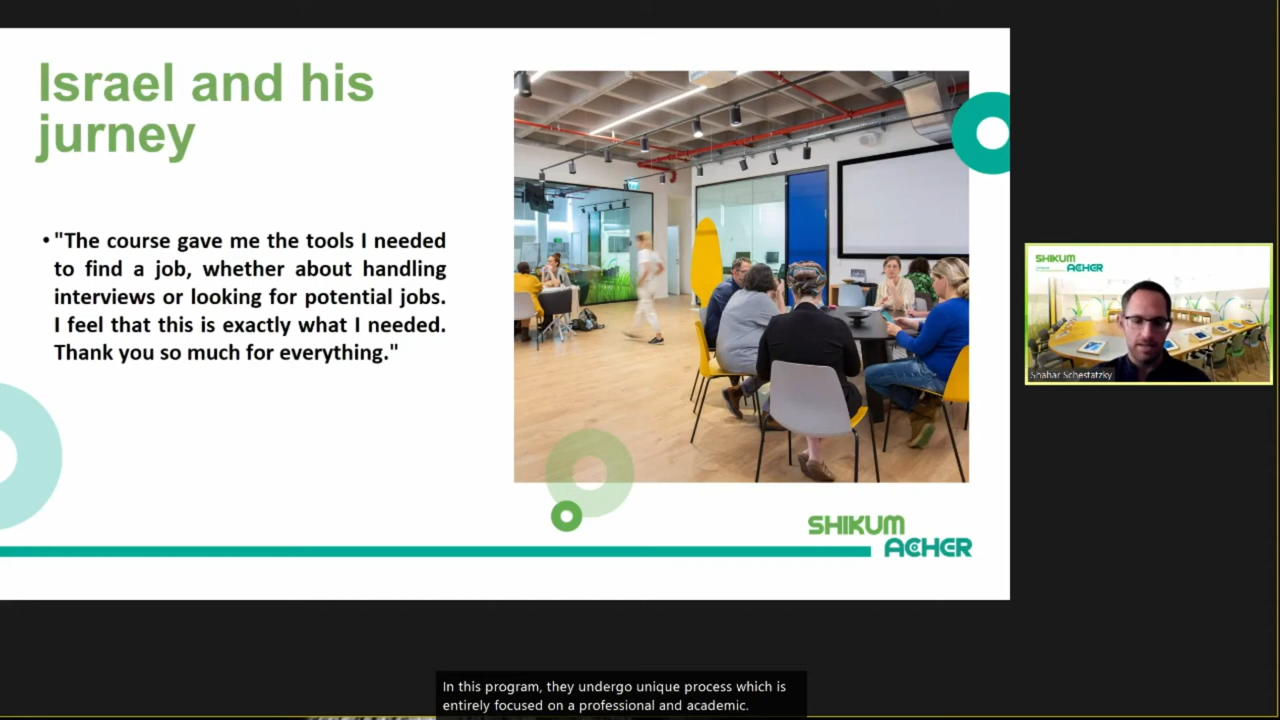 Israel and his
jurney
• "The course gave me the tools I needed
to find a job, whether about handling
interviews or looking for potential jobs.
I feel that this is exactly what I needed.
Thank you so much for everything."
SHIKUM
ACHER
SHIKUM
ACHER
Shahar Schestatzky
In this program, they undergo unique process which is
entirely focused on a professional and academic.